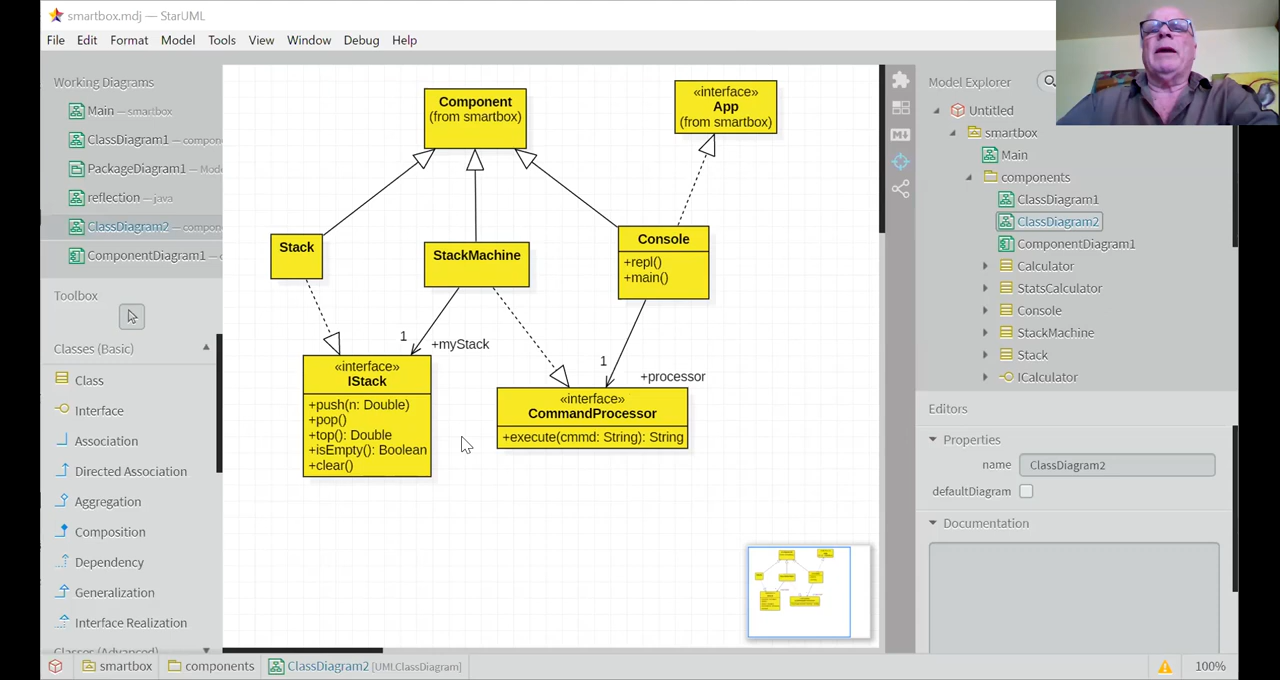 smartbox.mdj — StarUML
File Edit Format Model Tools View Window Debug Help
Working Diagrams
Main — smartbox
ClassDiagram1 — compon
PackageDiagram1 — Mod
reflection — java
ClassDiagram2 — compon
ComponentDiagram1 — c
Toolbox
Classes (Basic)
Class
Interface
Association
Directed Association
Aggregation
Composition
Dependency
Generalization
Interface Realization
Classes (Advanced)
Component
(from smartbox)
«interface»
App
(from smartbox)
Stack
StackMachine
Console
+repl()
+main()
1
+myStack
1
+processor
«interface»
IStack
+push(n: Double)
+pop()
+top(): Double
+isEmpty(): Boolean
+clear()
«interface»
CommandProcessor
+execute(cmmd: String): String
Model Explorer
Untitled
smartbox
Main
components
ClassDiagram1
ClassDiagram2
ComponentDiagram1
Calculator
StatsCalculator
Console
StackMachine
Stack
ICalculator
Editors
Properties
name ClassDiagram2
defaultDiagram
Documentation
smartbox components ClassDiagram2 [UMLClassDiagram]
100%